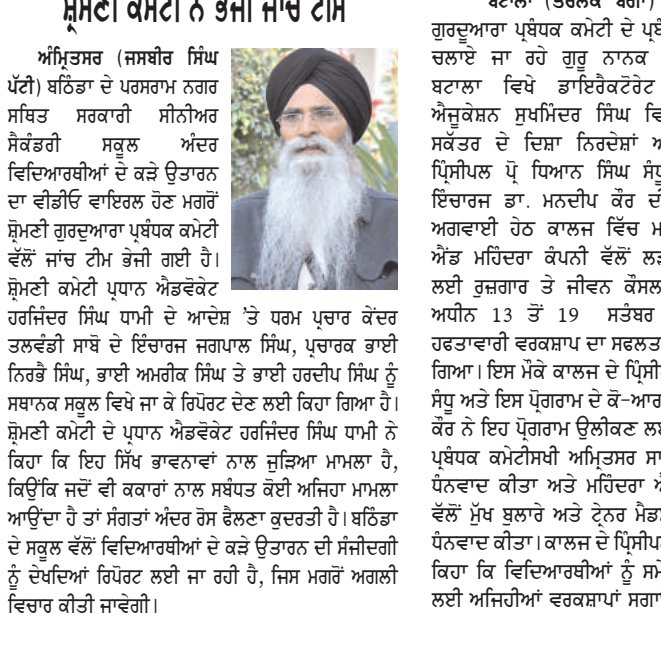 ਸ਼੍ਰੋਮਣੀ ਕਮੇਟੀ ਨੇ ਭੇਜੀ ਜਾਂਚ ਟੀਮ
ਅੰਮ੍ਰਿਤਸਰ (ਜਸਬੀਰ ਸਿੰਘ
ਪੱਟੀ) ਬਠਿੰਡਾ ਦੇ ਪਰਸਰਾਮ ਨਗਰ
ਸਥਿਤ ਸਰਕਾਰੀ ਸੀਨੀਅਰ
ਸੈਕੰਡਰੀ ਸਕੂਲ ਅੰਦਰ
ਵਿਦਿਆਰਥੀਆਂ ਦੇ ਕੜੇ ਉਤਾਰਨ
ਦਾ ਵੀਡੀਓ ਵਾਇਰਲ ਹੋਣ ਮਗਰੋਂ
ਸ਼੍ਰੋਮਣੀ ਗੁਰਦੁਆਰਾ ਪ੍ਰਬੰਧਕ ਕਮੇਟੀ
ਵੱਲੋਂ ਜਾਂਚ ਟੀਮ ਭੇਜੀ ਗਈ ਹੈ।
ਸ਼੍ਰੋਮਣੀ ਕਮੇਟੀ ਪ੍ਰਧਾਨ ਐਡਵੋਕੇਟ
ਹਰਜਿੰਦਰ ਸਿੰਘ ਧਾਮੀ ਦੇ ਆਦੇਸ਼ 'ਤੇ ਧਰਮ ਪ੍ਰਚਾਰ ਕੇਂਦਰ
ਤਲਵੰਡੀ ਸਾਬੋ ਦੇ ਇੰਚਾਰਜ ਜਗਪਾਲ ਸਿੰਘ, ਪ੍ਰਚਾਰਕ ਭਾਈ
ਨਿਰਭੈ ਸਿੰਘ, ਭਾਈ ਅਮਰੀਕ ਸਿੰਘ ਤੇ ਭਾਈ ਹਰਦੀਪ ਸਿੰਘ ਨੂੰ
ਸਥਾਨਕ ਸਕੂਲ ਵਿਖੇ ਜਾ ਕੇ ਰਿਪੋਰਟ ਦੇਣ ਲਈ ਕਿਹਾ ਗਿਆ ਹੈ।
ਸ਼੍ਰੋਮਣੀ ਕਮੇਟੀ ਦੇ ਪ੍ਰਧਾਨ ਐਡਵੋਕੇਟ ਹਰਜਿੰਦਰ ਸਿੰਘ ਧਾਮੀ ਨੇ
ਕਿਹਾ ਕਿ ਇਹ ਸਿੱਖ ਭਾਵਨਾਵਾਂ ਨਾਲ ਜੁੜਿਆ ਮਾਮਲਾ ਹੈ,
ਕਿਉਂਕਿ ਜਦੋਂ ਵੀ ਕਕਾਰਾਂ ਨਾਲ ਸਬੰਧਤ ਕੋਈ ਅਜਿਹਾ ਮਾਮਲਾ
ਆਉਂਦਾ ਹੈ ਤਾਂ ਸੰਗਤਾਂ ਅੰਦਰ ਰੋਸ ਫੈਲਣਾ ਕੁਦਰਤੀ ਹੈ। ਬਠਿੰਡਾ
ਦੇ ਸਕੂਲ ਵੱਲੋਂ ਵਿਦਿਆਰਥੀਆਂ ਦੇ ਕੜੇ ਉਤਾਰਨ ਦੀ ਸੰਜੀਦਗੀ
ਨੂੰ ਦੇਖਦਿਆਂ ਰਿਪੋਰਟ ਲਈ ਜਾ ਰਹੀ ਹੈ, ਜਿਸ ਮਗਰੋਂ ਅਗਲੀ
ਵਿਚਾਰ ਕੀਤੀ ਜਾਵੇਗੀ।
ਬਟਾਲਾ
ਗੁਰਦੁਆਰਾ ਪ੍ਰਬੰਧਕ ਕਮੇਟੀ ਦੇ
ਚਲਾਏ ਜਾ ਰਹੇ ਗੁਰੂ ਨਾਨਕ
ਬਟਾਲਾ ਵਿਖੇ ਡਾਇਰੈਕਟੋਰੇਟ
ਐਜੂਕੇਸ਼ਨ ਸੁਖਮਿੰਦਰ ਸਿੰਘ
ਸਕੱਤਰ ਦੇ ਦਿਸ਼ਾ ਨਿਰਦੇਸ਼ਾਂ
ਪ੍ਰਿੰਸੀਪਲ ਪ੍ਰੋ ਧਿਆਨ ਸਿੰਘ
ਇੰਚਾਰਜ ਡਾ. ਮਨਦੀਪ ਕੌਰ
ਅਗਵਾਈ ਹੇਠ ਕਾਲਜ ਵਿੱਚ
ਐਂਡ ਮਹਿੰਦਰਾ ਕੰਪਨੀ ਵੱਲੋਂ
ਲਈ ਰੁਜ਼ਗਾਰ ਤੇ ਜੀਵਨ ਕੌਸਲ
ਅਧੀਨ 13 ਤੋਂ 19 ਸਤੰਬਰ
ਹਫਤਾਵਾਰੀ ਵਰਕਸ਼ਾਪ ਦਾ
ਗਿਆ। ਇਸ ਮੌਕੇ ਕਾਲਜ ਦੇ
ਸੰਧੂ ਅਤੇ ਇਸ ਪ੍ਰੋਗਰਾਮ ਦੇ
ਕੌਰ ਨੇ ਇਹ ਪ੍ਰੋਗਰਾਮ ਉਲੀਕਣ
ਪ੍ਰਬੰਧਕ ਕਮੇਟੀਸਖੀ ਅਮ੍ਰਿਤਸਰ
ਧੰਨਵਾਦ ਕੀਤਾ ਅਤੇ ਮਹਿੰਦਰਾ
ਵੱਲੋਂ ਮੁੱਖ ਬੁਲਾਰੇ ਅਤੇ ਟ੍ਰੇਨਰ
ਧੰਨਵਾਦ ਕੀਤਾ। ਕਾਲਜ ਦੇ
ਕਿਹਾ ਕਿ ਵਿਦਿਆਰਥੀਆਂ ਨੂੰ
ਲਈ ਅਜਿਹੀਆਂ ਵਰਕਸ਼ਾਪਾਂ